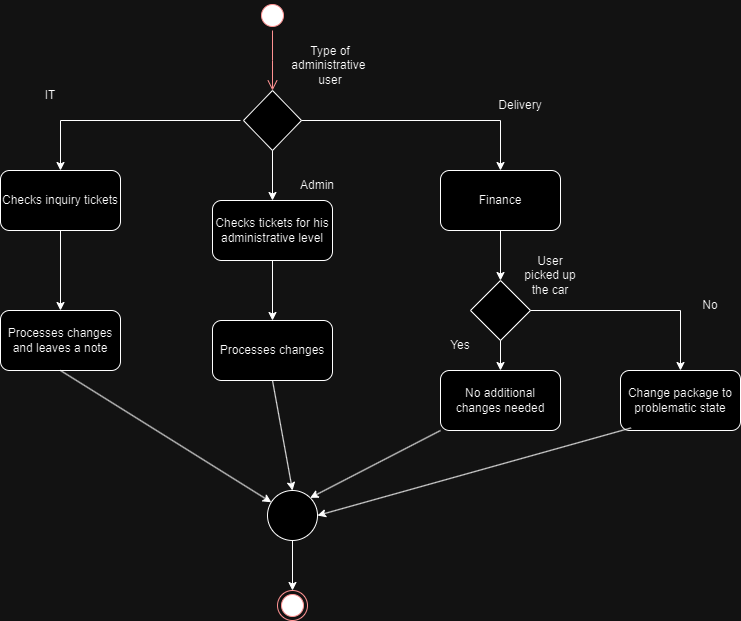 Type of
administrative
user
IT
Delivery
Admin
Checks inquiry tickets
Checks tickets for his
administrative level
Finance
User
picked up
the car
No
Yes
Processes changes
and leaves a note
Processes changes
No additional
changes needed
Change package to
problematic state